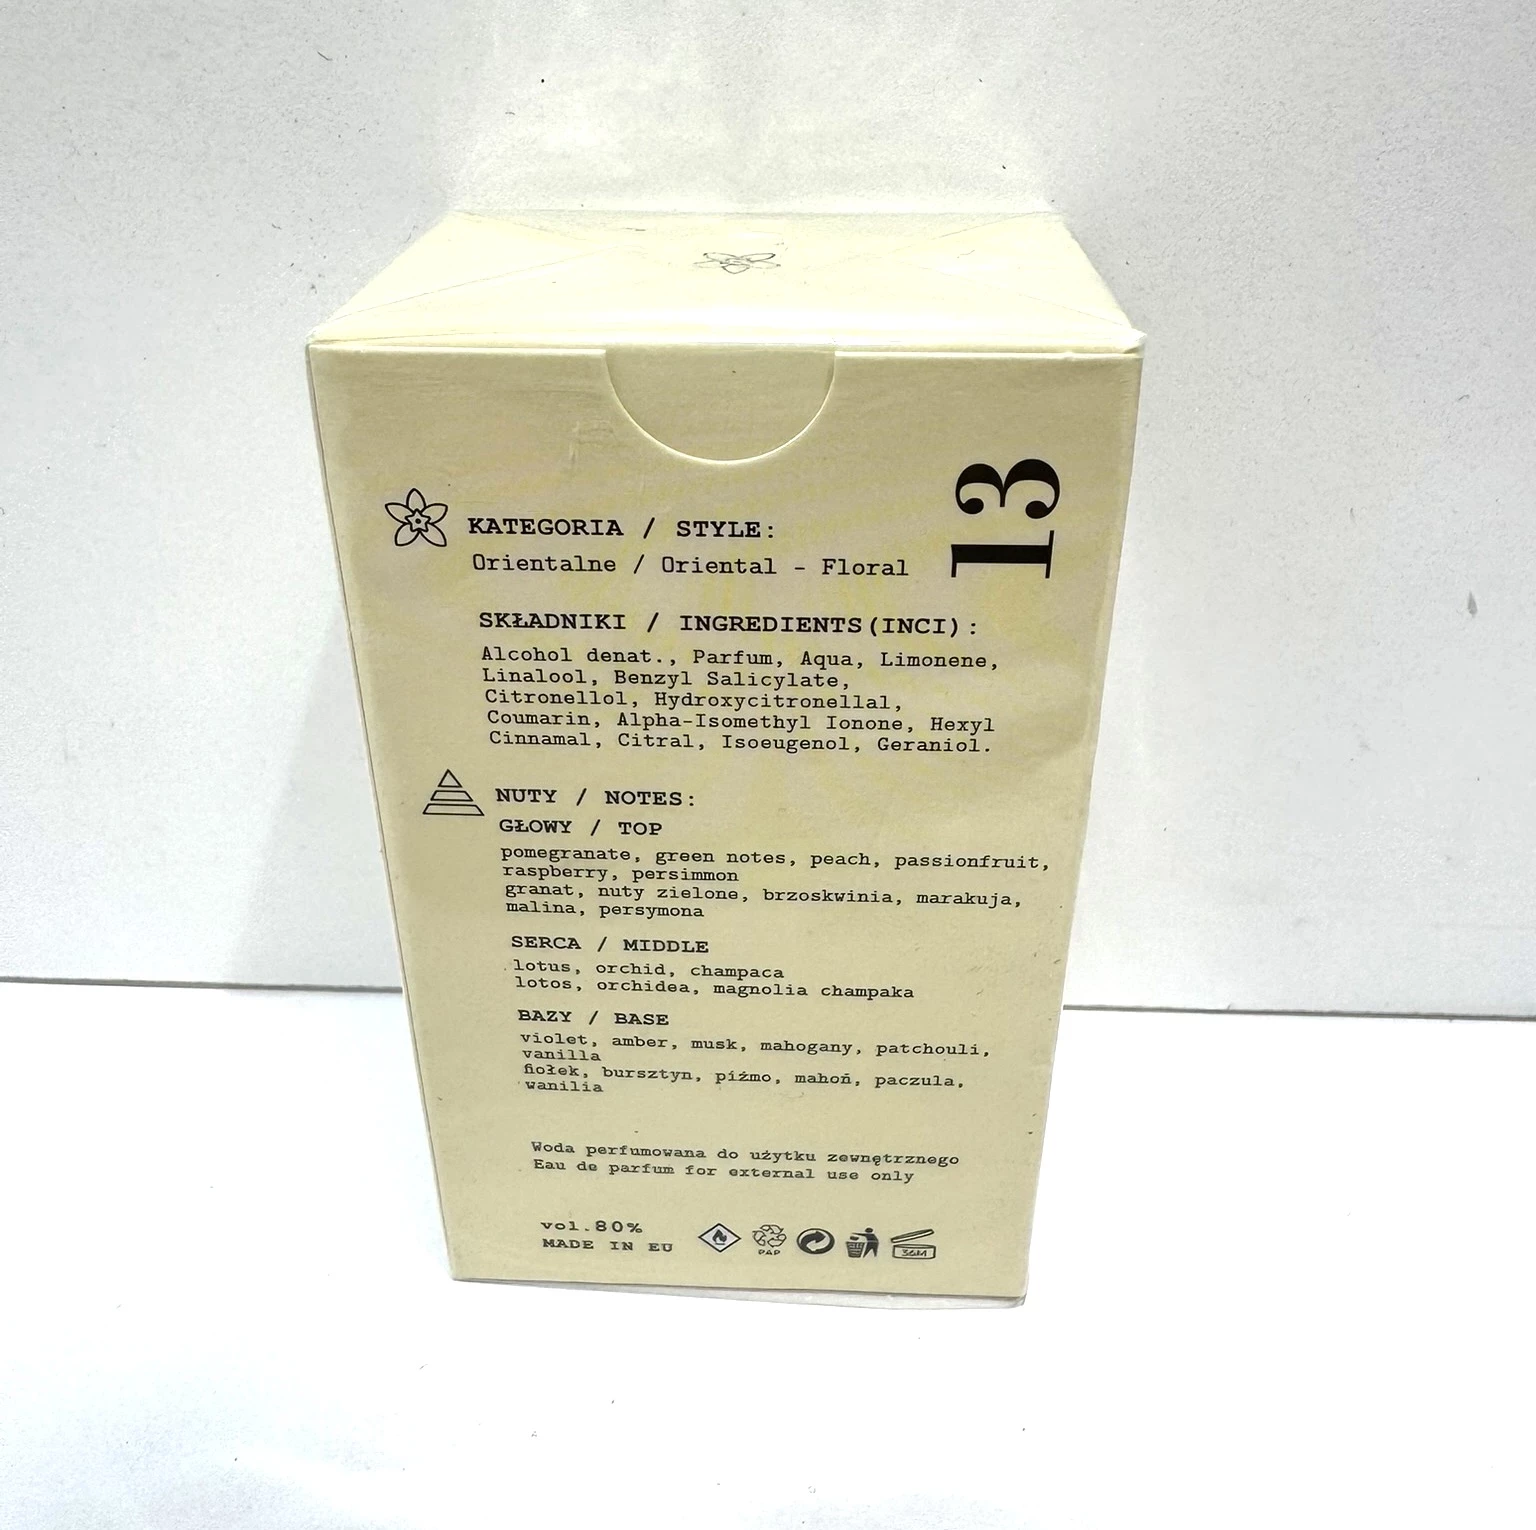 13
KATEGORIA / STYLE:
Orientalne / Oriental - Floral
SKŁADNIKI / INGREDIENTS(INCI):
Alcohol denat., Parfum, Aqua, Limonene,
Linalool, Benzyl Salicylate,
Citronellol, Hydroxycitronellal,
Coumarin, Alpha-Isomethyl Ionone, Hexyl
Cinnamal, Citral, Isoeugenol, Geraniol.
NUTY / NOTES:
GŁOWY / TOP
pomegranate, green notes, peach, passionfruit,
raspberry, persimmon
granat, nuty zielone, brzoskwinia, marakuja,
malina, persymona
SERCA / MIDDLE
lotus, orchid, champaca
lotos, orchidea, magnolia champaka
BAZY / BASE
violet, amber, musk, mahogany, patchouli,
vanilla
fiołek, bursztyn, piżmo, mahoń, paczula,
wanilia
Woda perfumowana do użytku zewnętrznego
Eau de parfum for external use only
vol.80%
MADE IN EU
PAP
36M